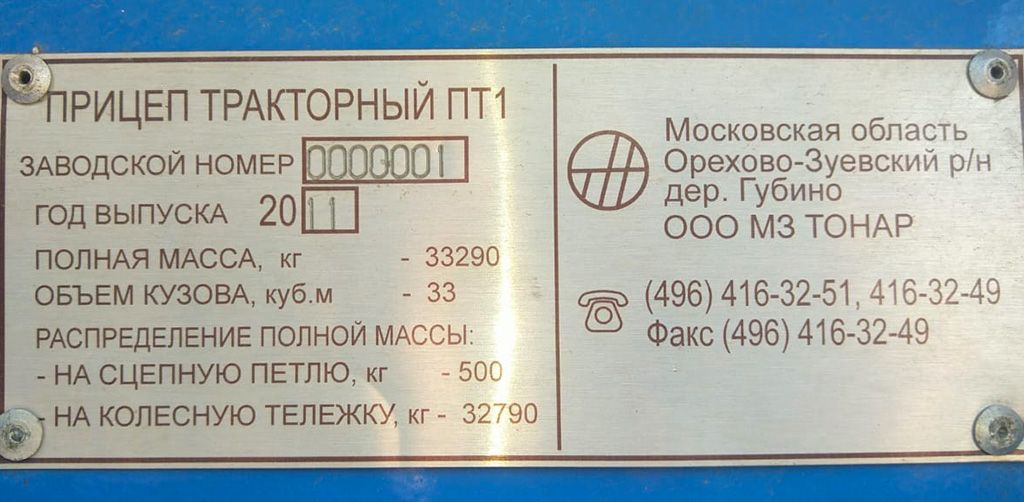 ПРИЦЕП ТРАКТОРНЫЙ ПТ1
ЗАВОДСКОЙ НОМЕР 0000001
ГОД ВЫПУСКА 2011
ПОЛНАЯ МАССА, кг - 33290
ОБЪЕМ КУЗОВА, куб.м - 33
РАСПРЕДЕЛЕНИЕ ПОЛНОЙ МАССЫ:
- НА СЦЕПНУЮ ПЕТЛЮ, кг - 500
- НА КОЛЕСНУЮ ТЕЛЕЖКУ, кг - 32790
Московская область
Орехово-Зуевский р/н
дер. Губино
ООО МЗ ТОНАР
(496) 416-32-51, 416-32-49
Факс (496) 416-32-49